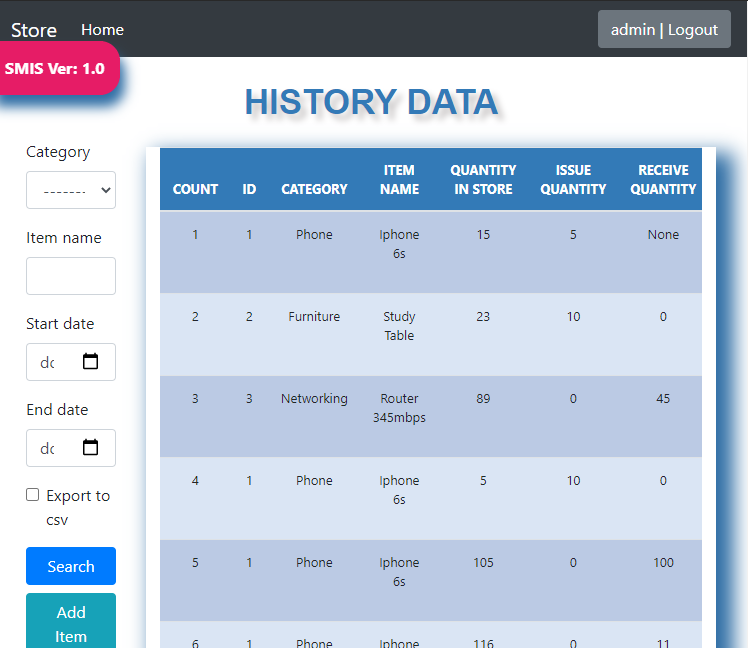 Store Home admin | Logout
SMIS Ver: 1.0
HISTORY DATA
Category
-------
Item name
Start date
dd
End date
dd
Export to
csv
Search
Add
Item
COUNT ID CATEGORY ITEM NAME QUANTITY IN STORE ISSUE QUANTITY RECEIVE QUANTITY
1 1 Phone Iphone 6s 15 5 None
2 2 Furniture Study Table 23 10 0
3 3 Networking Router 345mbps 89 0 45
4 1 Phone Iphone 6s 5 10 0
5 1 Phone Iphone 6s 105 0 100
6 1 Phone Iphone 116 0 11